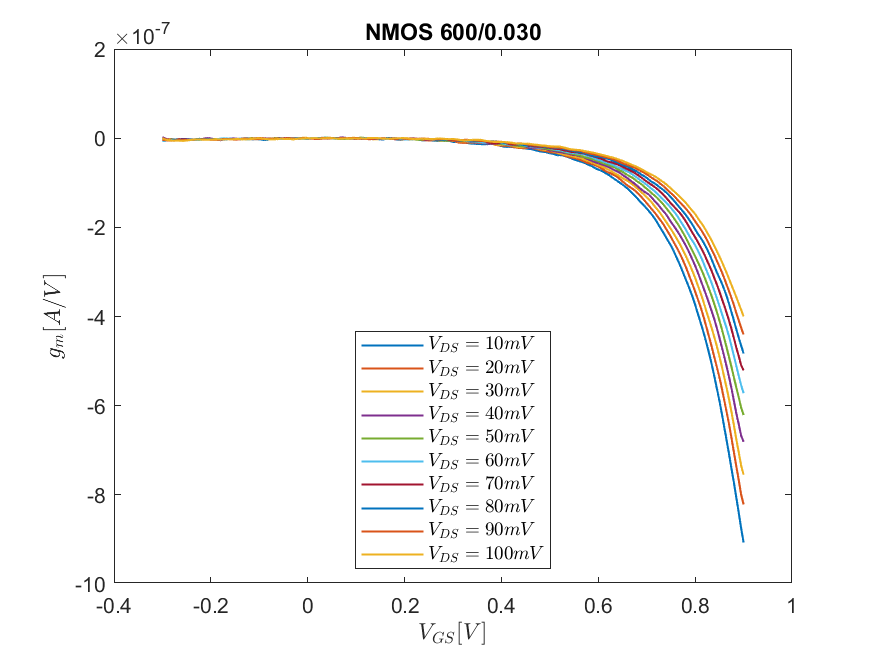 NMOS 600/0.030
×10⁻⁷
2
0
-2
-4
-6
-8
-10
g_m[A/V]
V_DS = 10mV
V_DS = 20mV
V_DS = 30mV
V_DS = 40mV
V_DS = 50mV
V_DS = 60mV
V_DS = 70mV
V_DS = 80mV
V_DS = 90mV
V_DS = 100mV
-0.4 -0.2 0 0.2 0.4 0.6 0.8 1
V_GS[V]